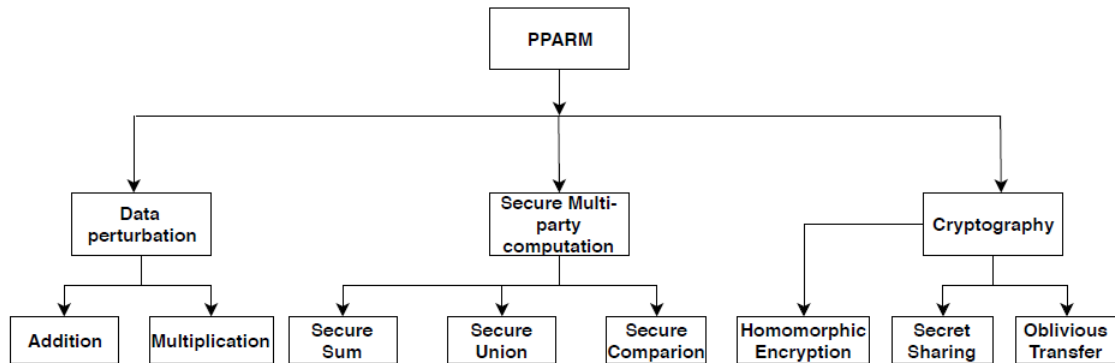 PPARM
Data
perturbation
Secure Multi-
party
computation
Cryptography
Addition
Multiplication
Secure
Sum
Secure
Union
Secure
Comparion
Homomorphic
Encryption
Secret
Sharing
Oblivious
Transfer